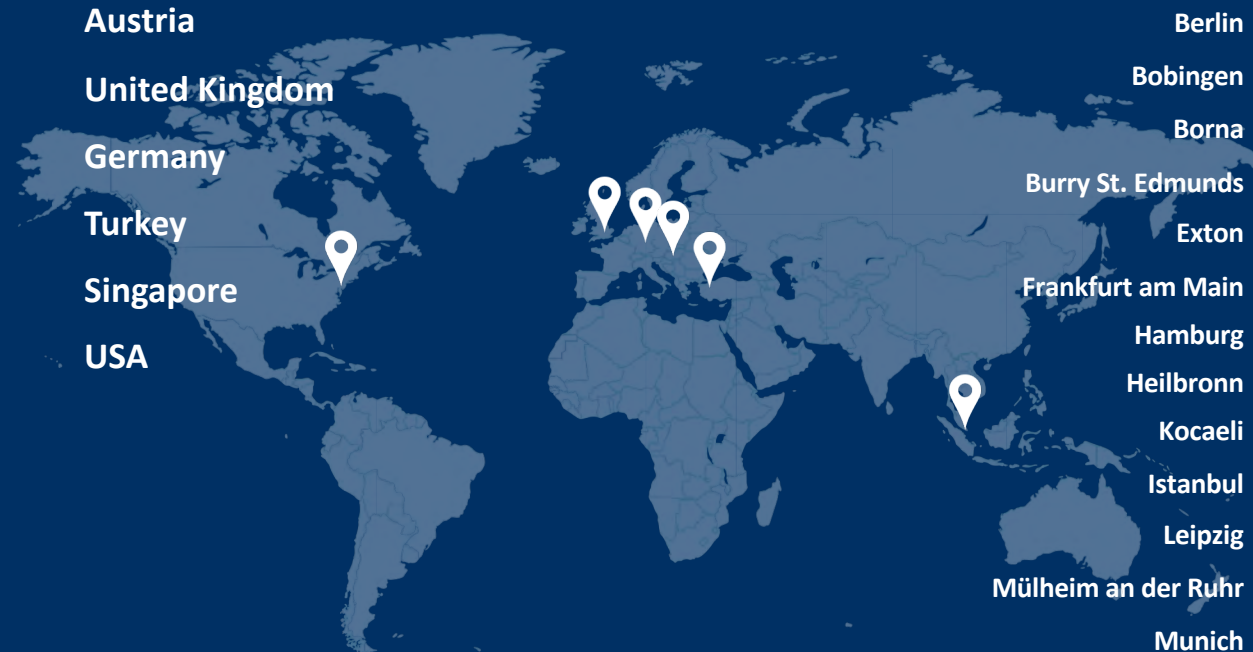 Austria
United Kingdom
Germany
Turkey
Singapore
USA
Berlin
Bobingen
Borna
Burry St. Edmunds
Exton
Frankfurt am Main
Hamburg
Heilbronn
Kocaeli
Istanbul
Leipzig
Mülheim an der Ruhr
Munich